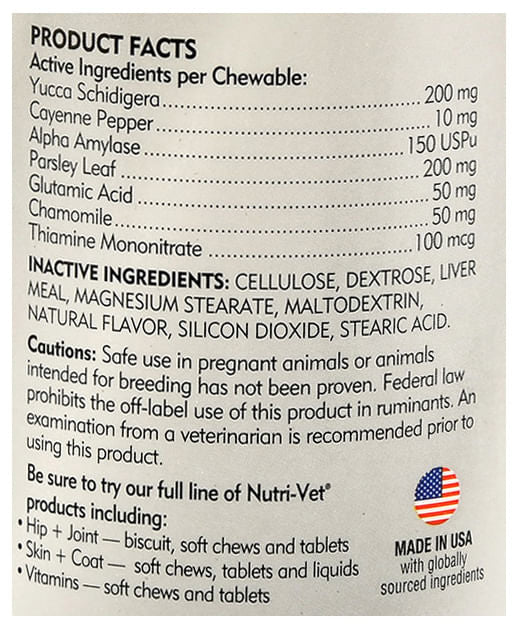 PRODUCT FACTS
Active Ingredients per Chewable:
Yucca Schidigera........................................ 200 mg
Cayenne Pepper........................................ 10 mg
Alpha Amylase........................................ 150 USPu
Parsley Leaf ........................................ 200 mg
Glutamic Acid ........................................ 50 mg
Chamomile........................................ 50 mg
Thiamine Mononitrate ........................................ 100 mcg
INACTIVE INGREDIENTS: CELLULOSE, DEXTROSE, LIVER
MEAL, MAGNESIUM STEARATE, MALTODEXTRIN,
NATURAL FLAVOR, SILICON DIOXIDE, STEARIC ACID.
Cautions: Safe use in pregnant animals or animals
intended for breeding has not been proven. Federal law
prohibits the off-label use of this product in ruminants. An
examination from a veterinarian is recommended prior to
using this product.
Be sure to try our full line of Nutri-Vet®
products including:
• Hip + Joint — biscuit, soft chews and tablets
• Skin + Coat — soft chews, tablets and liquids
• Vitamins — soft chews and tablets
MADE IN USA
with globally
sourced ingredients